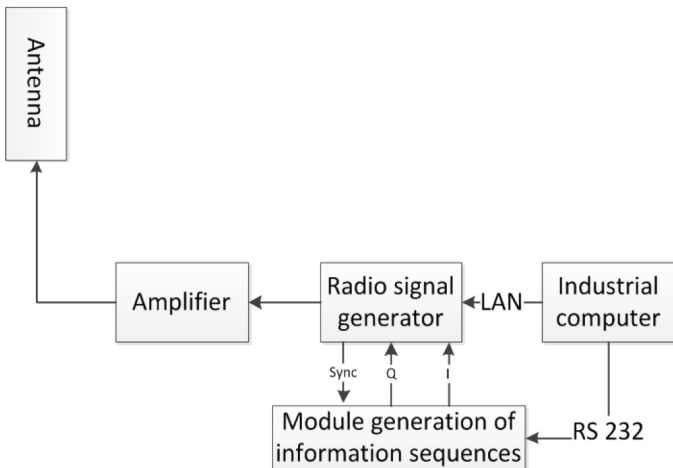 Antenna
Amplifier
Radio signal
generator
LAN
Industrial
computer
Sync
Q
I
Module generation of
information sequences
RS 232